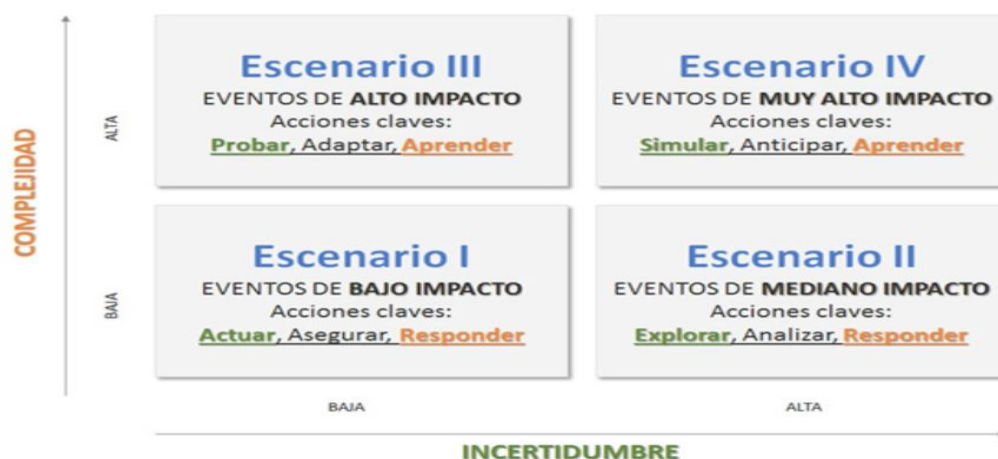 COMPLEJIDAD
ALTA
Escenario III
EVENTOS DE ALTO IMPACTO
Acciones claves:
Probar, Adaptar, Aprender
Escenario IV
EVENTOS DE MUY ALTO IMPACTO
Acciones claves:
Simular, Anticipar, Aprender
BAJA
Escenario I
EVENTOS DE BAJO IMPACTO
Acciones claves:
Actuar, Asegurar, Responder
Escenario II
EVENTOS DE MEDIANO IMPACTO
Acciones claves:
Explorar, Analizar, Responder
BAJA
ALTA
INCERTIDUMBRE